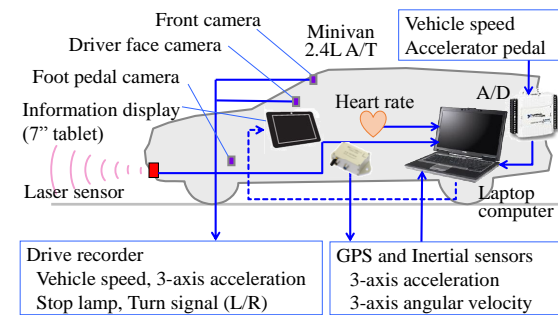 Front camera
Driver face camera
Foot pedal camera
Information display
(7” tablet)
Laser sensor
Minivan
2.4L A/T
Heart rate
Vehicle speed
Accelerator pedal
A/D
Laptop
computer
Drive recorder
Vehicle speed, 3-axis acceleration
Stop lamp, Turn signal (L/R)
GPS and Inertial sensors
3-axis acceleration
3-axis angular velocity